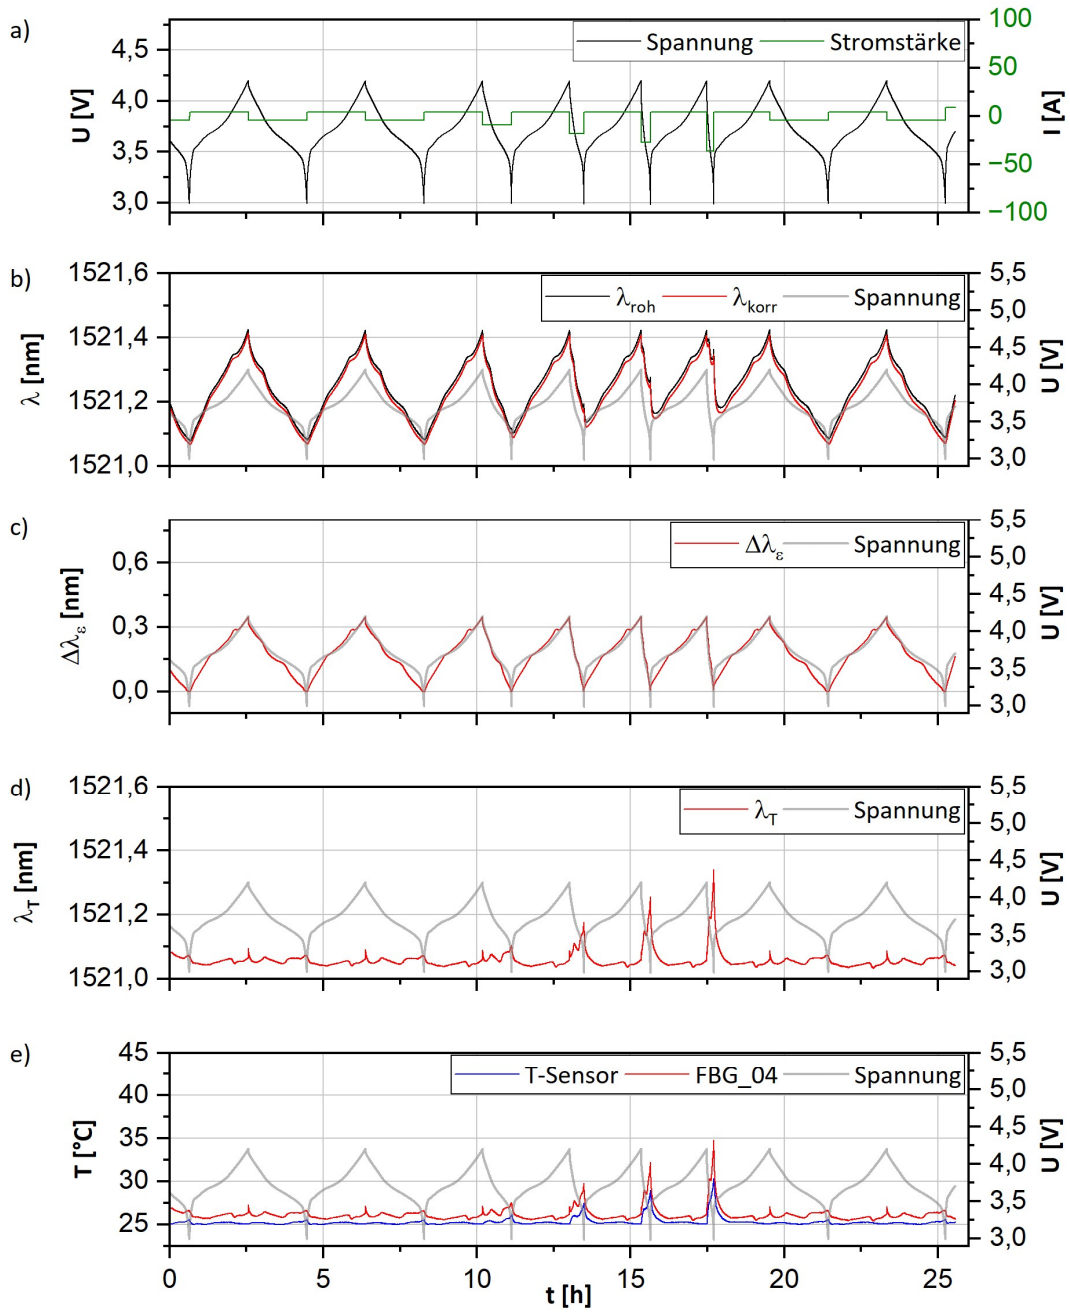 a)
U [V]
4,5
4,0
3,5
3,0
Spannung
Stromstärke
100
50
0
−50
−100
I [A]
b)
λ [nm]
1521,6
1521,4
1521,2
1521,0
λroh
λkorr
Spannung
5,5
5,0
4,5
4,0
3,5
3,0
U [V]
c)
Δλε [nm]
0,6
0,3
0,0
Δλε
Spannung
5,5
5,0
4,5
4,0
3,5
3,0
U [V]
d)
λT [nm]
1521,6
1521,4
1521,2
1521,0
λT
Spannung
5,5
5,0
4,5
4,0
3,5
3,0
U [V]
e)
T [°C]
45
40
35
30
25
T-Sensor
FBG_04
Spannung
5,5
5,0
4,5
4,0
3,5
3,0
U [V]
0 5 10 15 20 25
t [h]